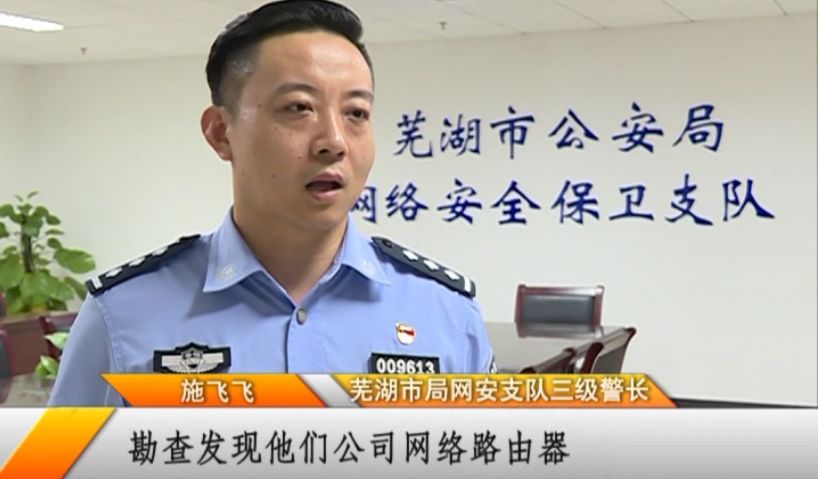 芜湖市公安局
网络安全保卫支队
009613
施飞飞
芜湖市局网安支队三级警长
勘查发现他们公司网络路由器